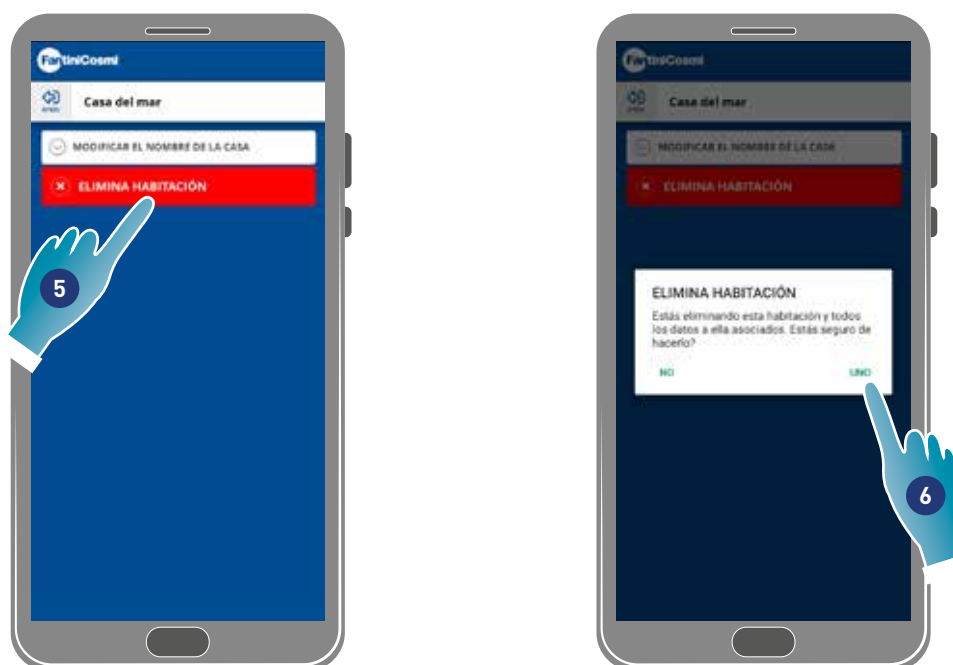 FantiniCosmi
Casa del mar
MODIFICAR EL NOMBRE DE LA CASA
ELIMINA HABITACIÓN
5
FantiniCosmi
Casa del mar
MODIFICAR EL NOMBRE DE LA CASA
ELIMINA HABITACIÓN
ELIMINA HABITACIÓN
Estás eliminando esta habitación y todos
los datos a ella asociados. Estás seguro de
hacerlo?
NO UNO
6